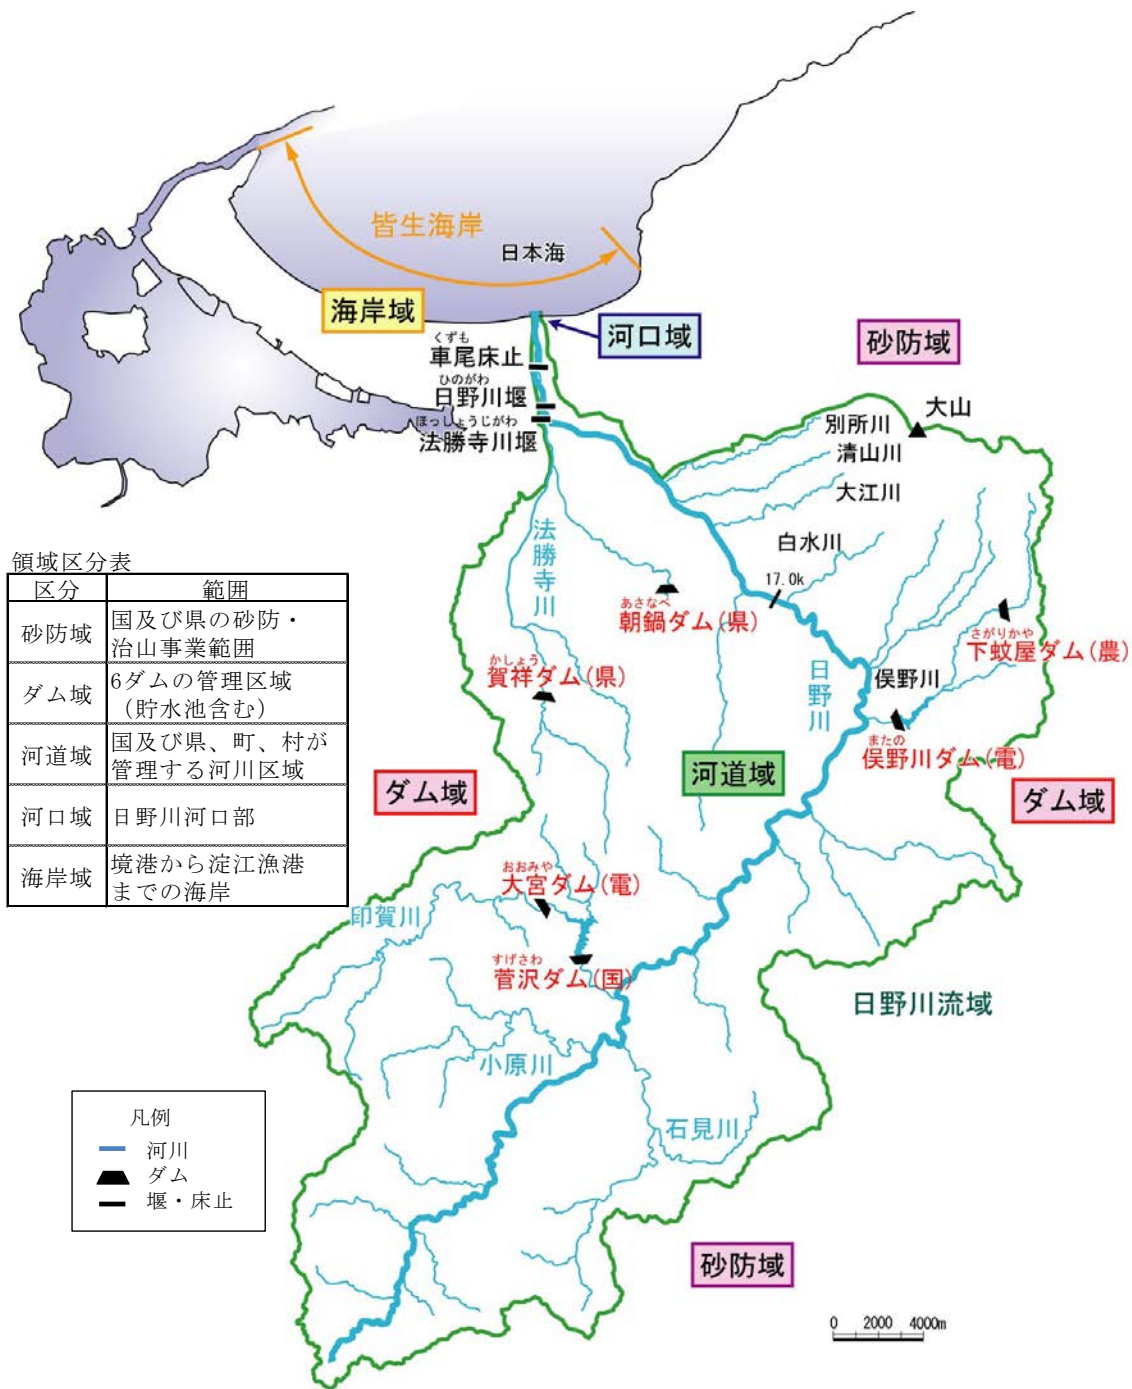 皆生海岸
日本海
海岸域
河口域
砂防域
くずも
車尾床止
ひのがわ
日野川堰
ほっしょうじがわ
法勝寺川堰
大山
別所川
清山川
大江川
白水川
17.0k
法勝寺川
あさなべ
朝鍋ダム(県)
さがりかや
下蚊屋ダム(農)
かしょう
賀祥ダム(県)
日野川
俣野川
またの
俣野川ダム(電)
ダム域
河道域
ダム域
おおみや
大宮ダム(電)
印賀川
すげさわ
菅沢ダム(国)
日野川流域
小原川
石見川
砂防域
0 2000 4000m
領域区分表
区分 範囲
砂防域 国及び県の砂防・
治山事業範囲
ダム域 6ダムの管理区域
(貯水池含む)
河道域 国及び県、町、村が
管理する河川区域
河口域 日野川河口部
海岸域 境港から淀江漁港
までの海岸
凡例
河川
ダム
堰・床止